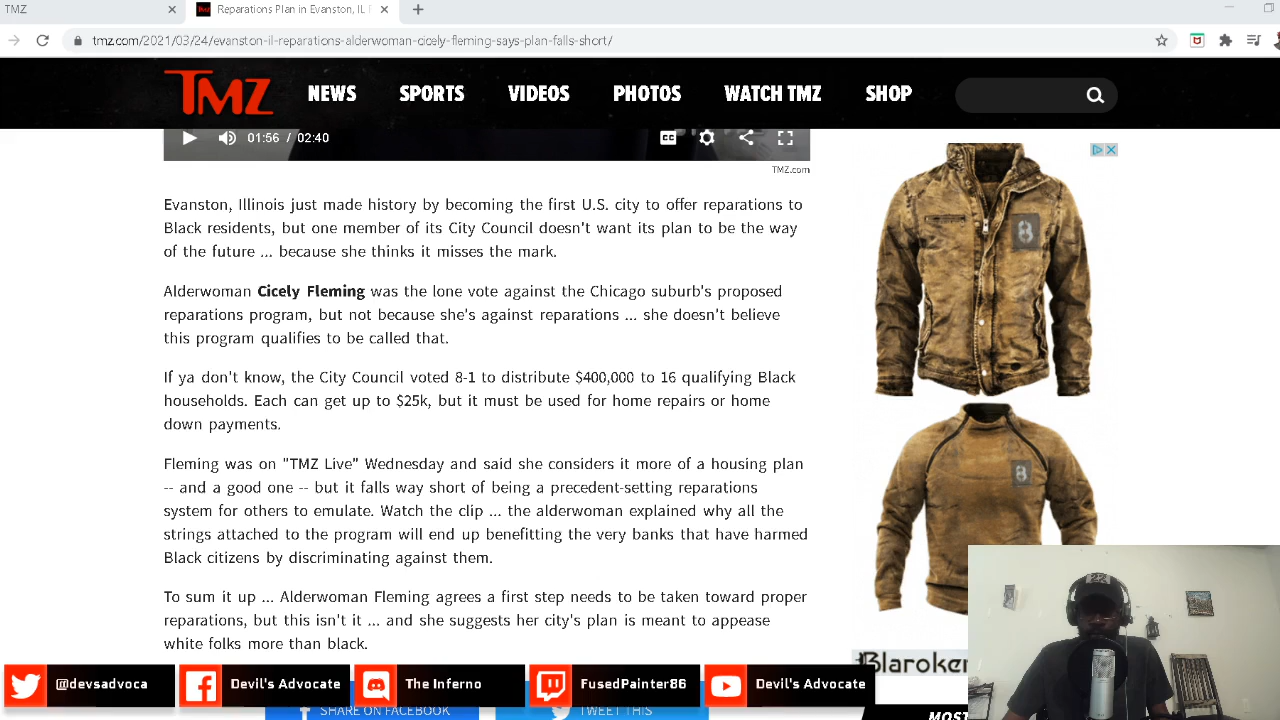 TMZ
Reparations Plan in Evanston, IL
tmz.com/2021/03/24/evanston-il-reparations-alderwoman-cicely-fleming-says-plan-falls-short/
TMZ NEWS SPORTS VIDEOS PHOTOS WATCH TMZ SHOP
01:56 / 02:40
CC
TMZ.com
Evanston, Illinois just made history by becoming the first U.S. city to offer reparations to
Black residents, but one member of its City Council doesn't want its plan to be the way
of the future ... because she thinks it misses the mark.
Alderwoman Cicely Fleming was the lone vote against the Chicago suburb's proposed
reparations program, but not because she's against reparations ... she doesn't believe
this program qualifies to be called that.
If ya don't know, the City Council voted 8-1 to distribute $400,000 to 16 qualifying Black
households. Each can get up to $25k, but it must be used for home repairs or home
down payments.
Fleming was on "TMZ Live" Wednesday and said she considers it more of a housing plan
-- and a good one -- but it falls way short of being a precedent-setting reparations
system for others to emulate. Watch the clip ... the alderwoman explained why all the
strings attached to the program will end up benefitting the very banks that have harmed
Black citizens by discriminating against them.
To sum it up ... Alderwoman Fleming agrees a first step needs to be taken toward proper
reparations, but this isn't it ... and she suggests her city's plan is meant to appease
white folks more than black.
8
8
Blaroken
@devsadvoca Devil's Advocate The Inferno FusedPainter86 Devil's Advocate
SHARE ON FACEBOOK TWEET THIS
MOST